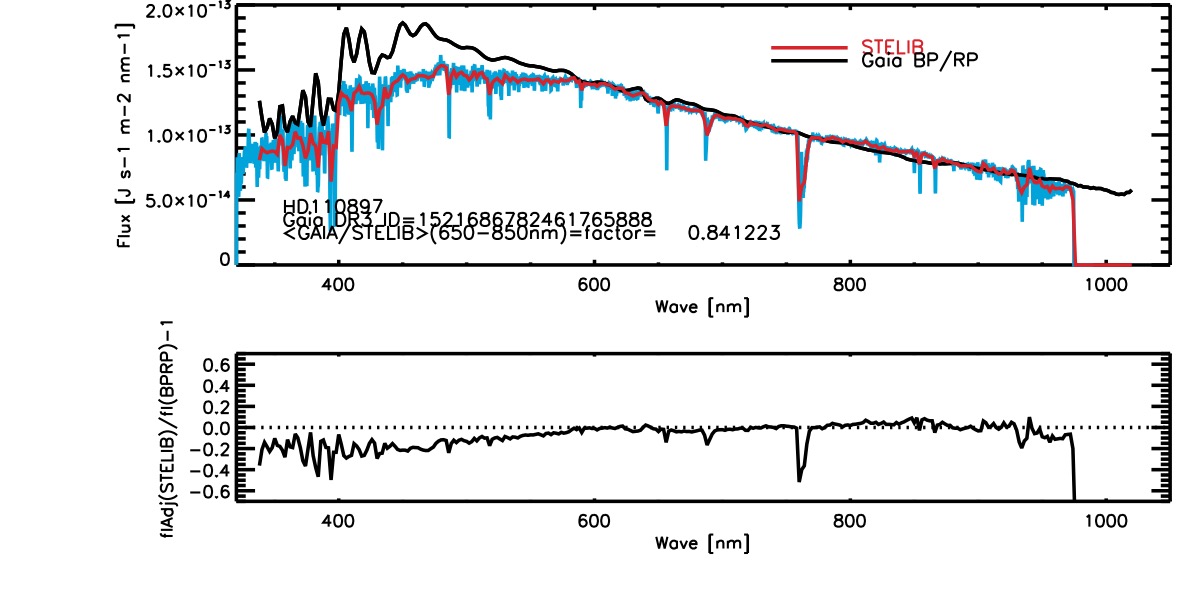 2.0×10−13
1.5×10−13
1.0×10−13
5.0×10−14
0
Flux [J s−1 m−2 nm−1]
STELIB
Gaia BP/RP
HD110897
Gaia DR3 ID=1521686782461765888
<GAIA/STELIB>(650−850nm)=factor= 0.841223
400 600 800 1000
Wave [nm]
flAdj(STELIB)/fl(BPRP)−1
0.6
0.4
0.2
0.0
−0.2
−0.4
−0.6
400 600 800 1000
Wave [nm]